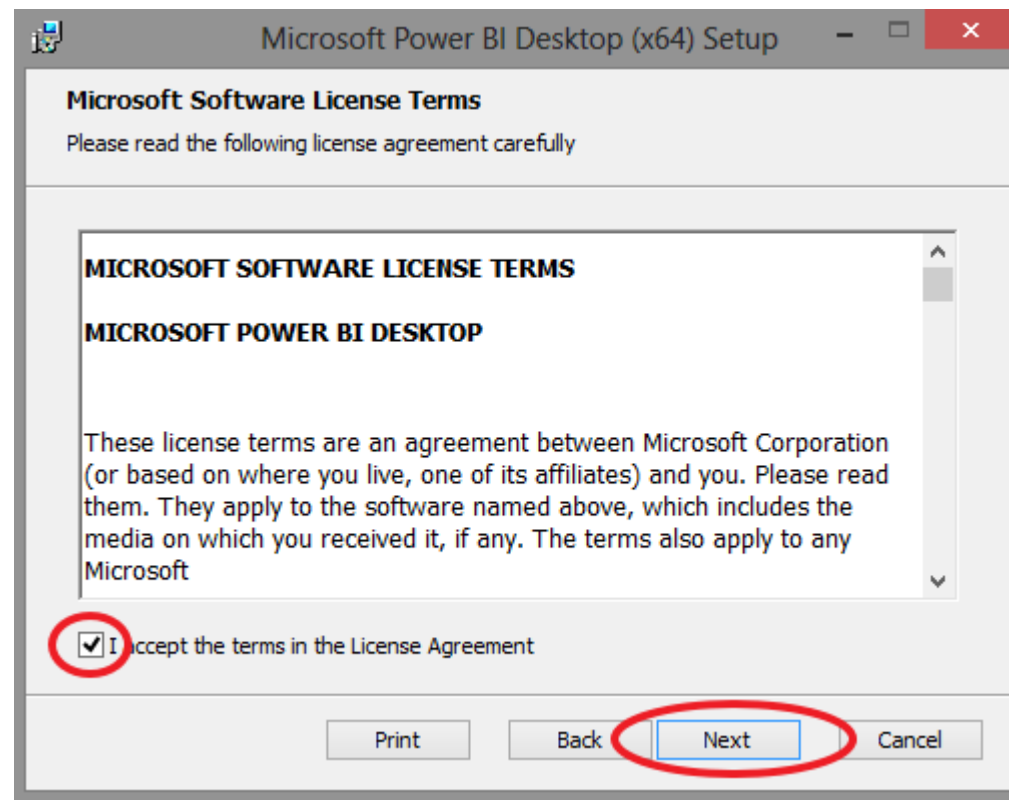 Microsoft Power BI Desktop (x64) Setup
Microsoft Software License Terms
Please read the following license agreement carefully
MICROSOFT SOFTWARE LICENSE TERMS
MICROSOFT POWER BI DESKTOP
These license terms are an agreement between Microsoft Corporation
(or based on where you live, one of its affiliates) and you. Please read
them. They apply to the software named above, which includes the
media on which you received it, if any. The terms also apply to any
Microsoft
I accept the terms in the License Agreement
Print Back Next Cancel